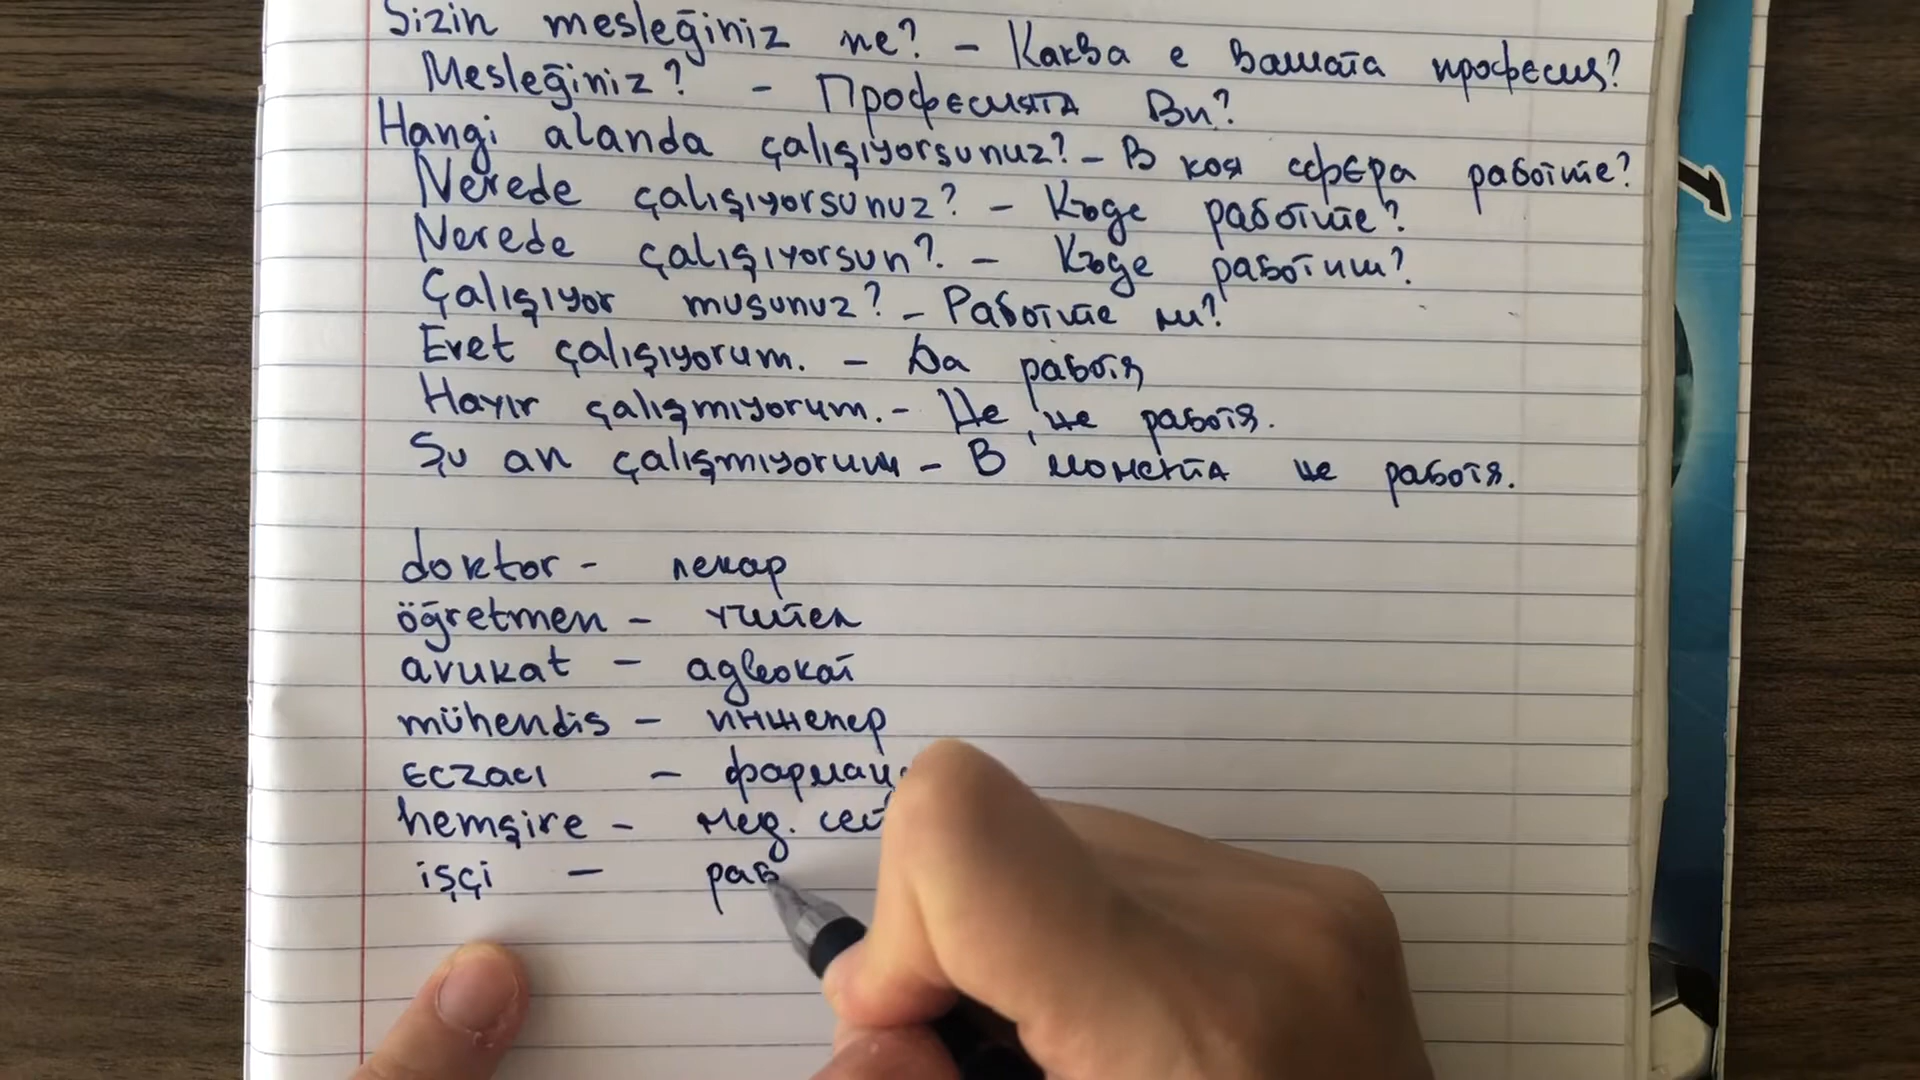 Sizin mesleğiniz ne? - Каква е вашата професия?
Mesleğiniz? - Професията Ви?
Hangi alanda çalışıyorsunuz? - В коя сфера работите?
Nerede çalışıyorsunuz? - Къде работите?
Nerede çalışıyorsun? - Къде работиш?
Çalışıyor musunuz? - Работите ли?
Evet çalışıyorum. - Да работя
Hayır çalışmıyorum. - Не, не работя.
Şu an çalışmıyorum - В момента не работя.
doktor - лекар
öğretmen - учител
avukat - адвокат
mühendis - инженер
eczacı - фармац
hemşire - мед. сест
işçi - раб